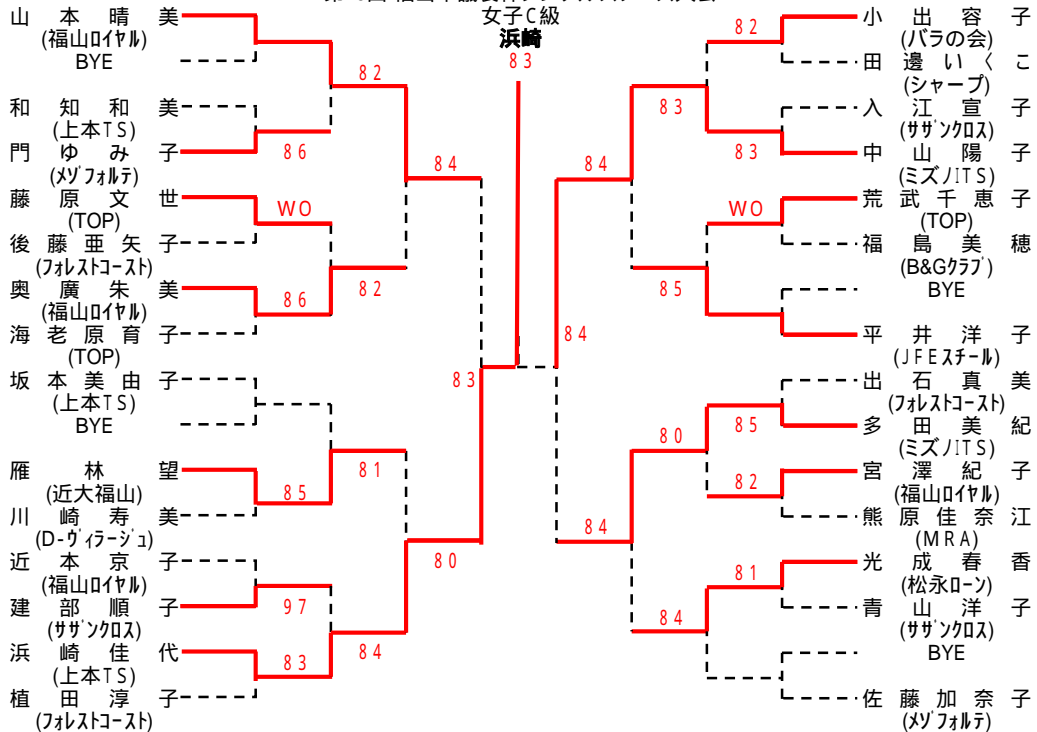 女子C級
浜崎
83
山本晴美
(福山ロイヤル)
BYE
和知和美
(上本TS)
門ゆみ子
(メゾフォルテ)
藤原文世
(TOP)
後藤亜矢子
(フォレストコースト)
奥廣朱美
(福山ロイヤル)
海老原育子
(TOP)
坂本美由子
(上本TS)
BYE
雁林望
(近大福山)
川崎寿美
(D-ヴィラージュ)
近本京子
(福山ロイヤル)
建部順子
(サザンクロス)
浜崎佳代
(上本TS)
植田淳子
(フォレストコースト)
86
WO
86
85
97
83
82
82
81
84
84
80
83
小出容子
(バラの会)
田邊いくこ
(シャープ)
入江宣子
(サザンクロス)
中山陽子
(ミズノITS)
荒武千恵子
(TOP)
福島美穂
(B&Gクラブ)
BYE
平井洋子
(JFEスチール)
出石真美
(フォレストコースト)
多田美紀
(ミズノITS)
宮澤紀子
(福山ロイヤル)
熊原佳奈江
(MRA)
光成春香
(松永ローン)
青山洋子
(サザンクロス)
BYE
佐藤加奈子
(メゾフォルテ)
82
83
WO
85
82
81
83
85
80
84
84
84
84